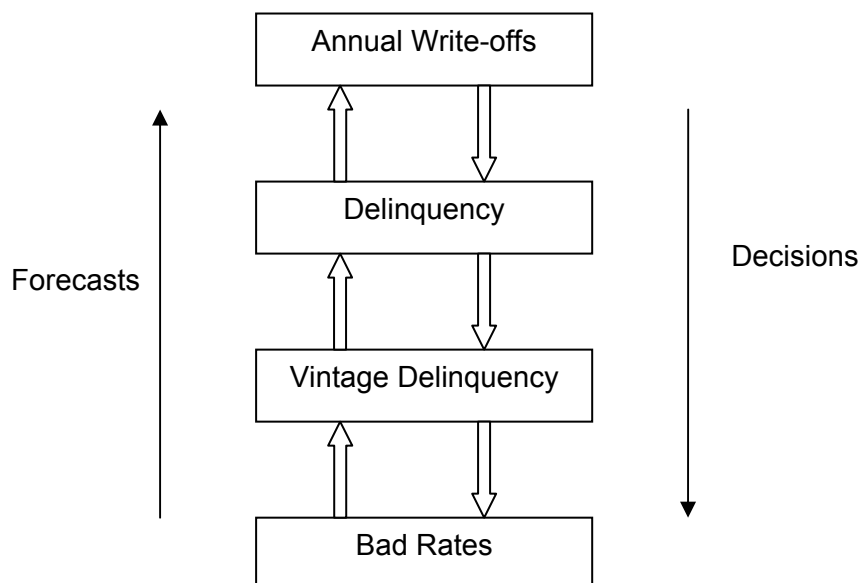 Annual Write-offs
Delinquency
Forecasts
Decisions
Vintage Delinquency
Bad Rates